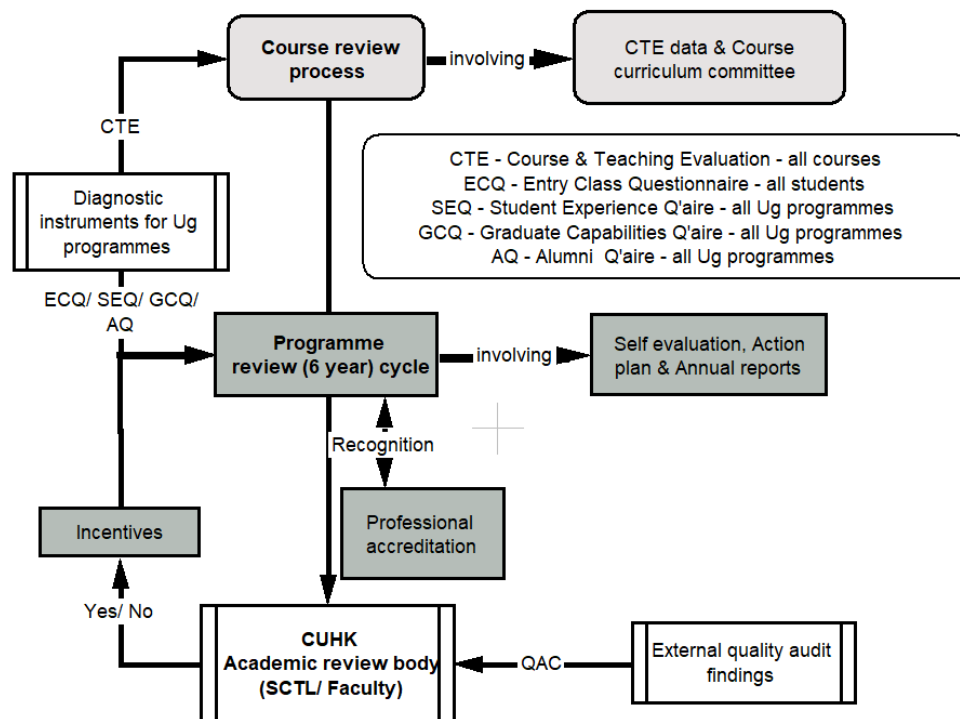 Course review
process
involving
CTE data & Course
curriculum committee
CTE
CTE - Course & Teaching Evaluation - all courses
ECQ - Entry Class Questionnaire - all students
SEQ - Student Experience Q'aire - all Ug programmes
GCQ - Graduate Capabilities Q'aire - all Ug programmes
AQ - Alumni  Q'aire - all Ug programmes
Diagnostic
instruments for Ug
programmes
ECQ/ SEQ/ GCQ/
AQ
Programme
review (6 year) cycle
involving
Self evaluation, Action
plan & Annual reports
Recognition
Professional
accreditation
Incentives
Yes/ No
CUHK
Academic review body
(SCTL/ Faculty)
QAC
External quality audit
findings